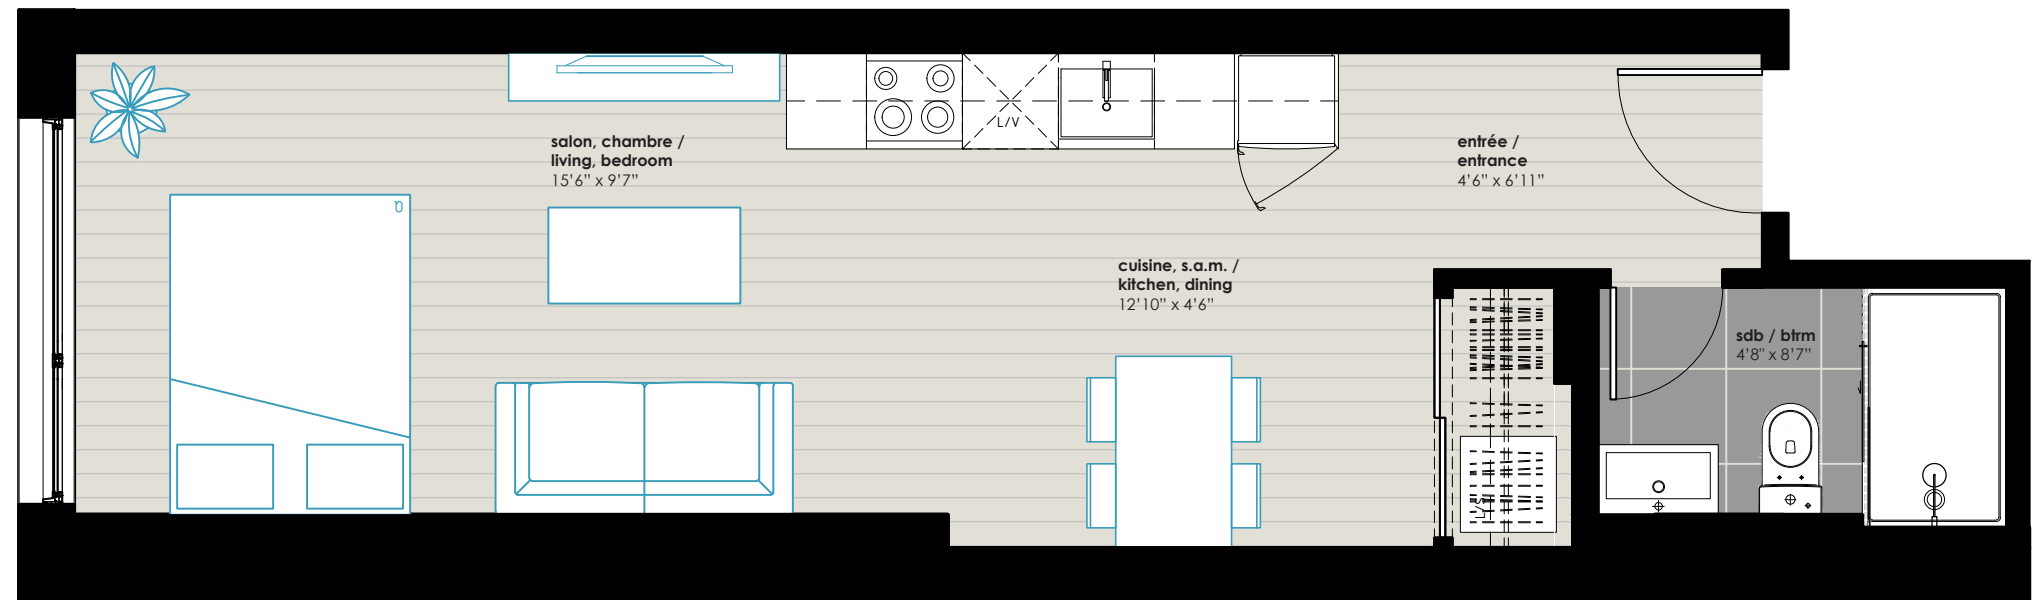 salon, chambre /
living, bedroom
15’6” x 9’7”
L/V
entrée /
entrance
4’6” x 6’11”
cuisine, s.a.m. /
kitchen, dining
12’10” x 4’6”
sdb / btrm
4’8” x 8’7”
L/S